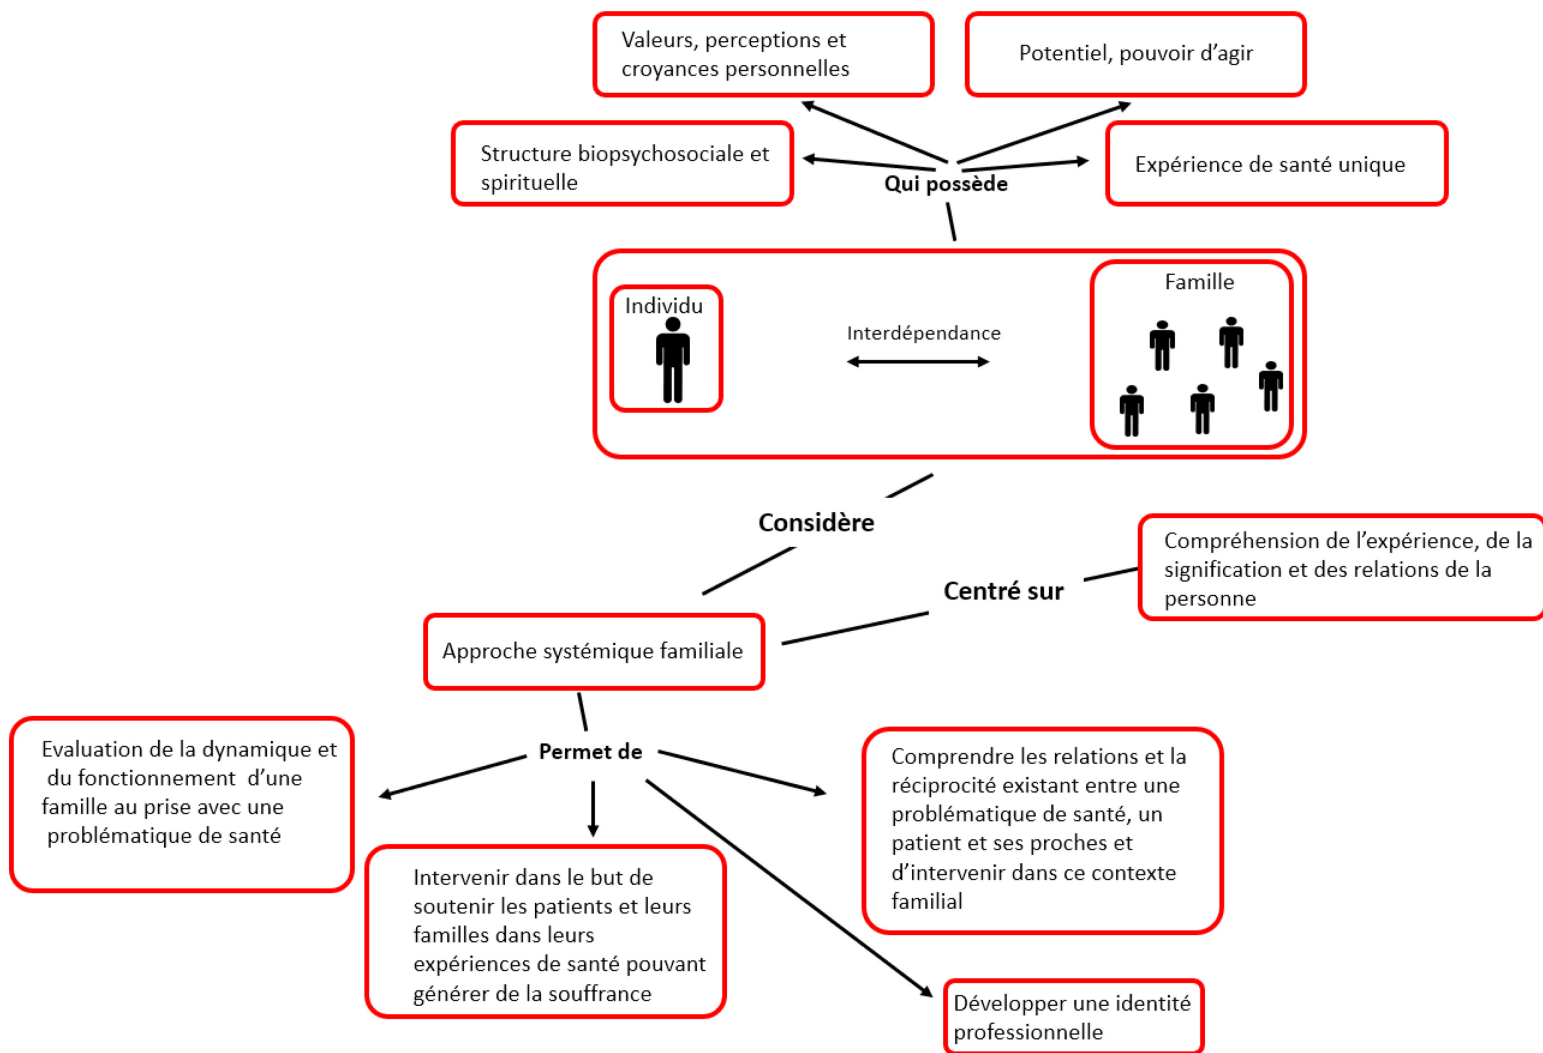 Valeurs, perceptions et
croyances personnelles
Potentiel, pouvoir d’agir
Structure biopsychosociale et
spirituelle
Expérience de santé unique
Qui possède
Individu
Interdépendance
Famille
Considère
Centré sur
Compréhension de l’expérience, de la
signification et des relations de la
personne
Approche systémique familiale
Permet de
Evaluation de la dynamique et
du fonctionnement d’une
famille au prise avec une
problématique de santé
Intervenir dans le but de
soutenir les patients et leurs
familles dans leurs
expériences de santé pouvant
générer de la souffrance
Comprendre les relations et la
réciprocité existant entre une
problématique de santé, un
patient et ses proches et
d’intervenir dans ce contexte
familial
Développer une identité
professionnelle